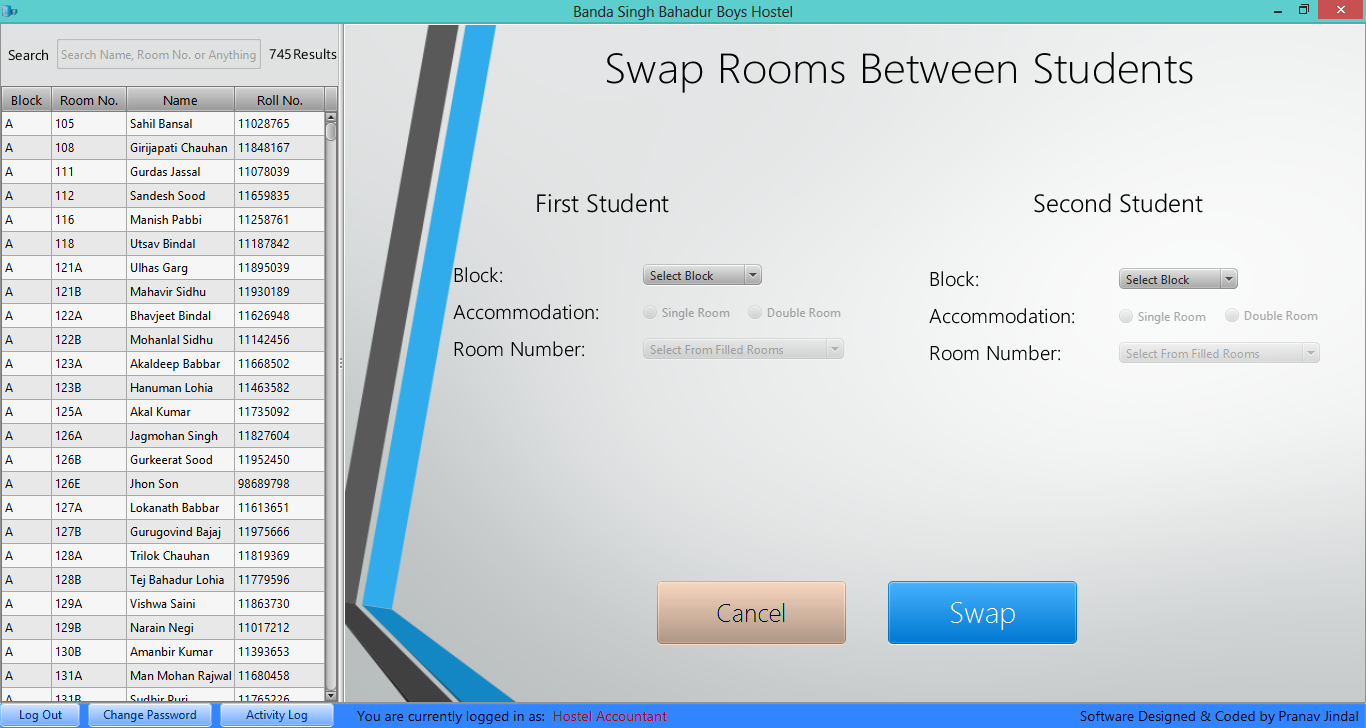 Banda Singh Bahadur Boys Hostel
Search Search Name, Room No. or Anything 745 Results
Block Room No. Name Roll No.
A 105 Sahil Bansal 11028765
A 108 Girijapati Chauhan 11848167
A 111 Gurdas Jassal 11078039
A 112 Sandesh Sood 11659835
A 116 Manish Pabbi 11258761
A 118 Utsav Bindal 11187842
A 121A Ulhas Garg 11895039
A 121B Mahavir Sidhu 11930189
A 122A Bhavjeet Bindal 11626948
A 122B Mohanlal Sidhu 11142456
A 123A Akaldeep Babbar 11668502
A 123B Hanuman Lohia 11463582
A 125A Akal Kumar 11735092
A 126A Jagmohan Singh 11827604
A 126B Gurkeerat Sood 11952450
A 126E Jhon Son 98689798
A 127A Lokanath Babbar 11613651
A 127B Gurugovind Bajaj 11975666
A 128A Trilok Chauhan 11819369
A 128B Tej Bahadur Lohia 11779596
A 129A Vishwa Saini 11863730
A 129B Narain Negi 11017212
A 130B Amanbir Kumar 11393653
A 131A Man Mohan Rajwal 11680458
A 131B Sudhir Puri 11765226
Swap Rooms Between Students
First Student
Block: Select Block
Accommodation: Single Room Double Room
Room Number: Select From Filled Rooms
Second Student
Block: Select Block
Accommodation: Single Room Double Room
Room Number: Select From Filled Rooms
Cancel Swap
Log Out Change Password Activity Log You are currently logged in as: Hostel Accountant Software Designed & Coded by Pranav Jindal